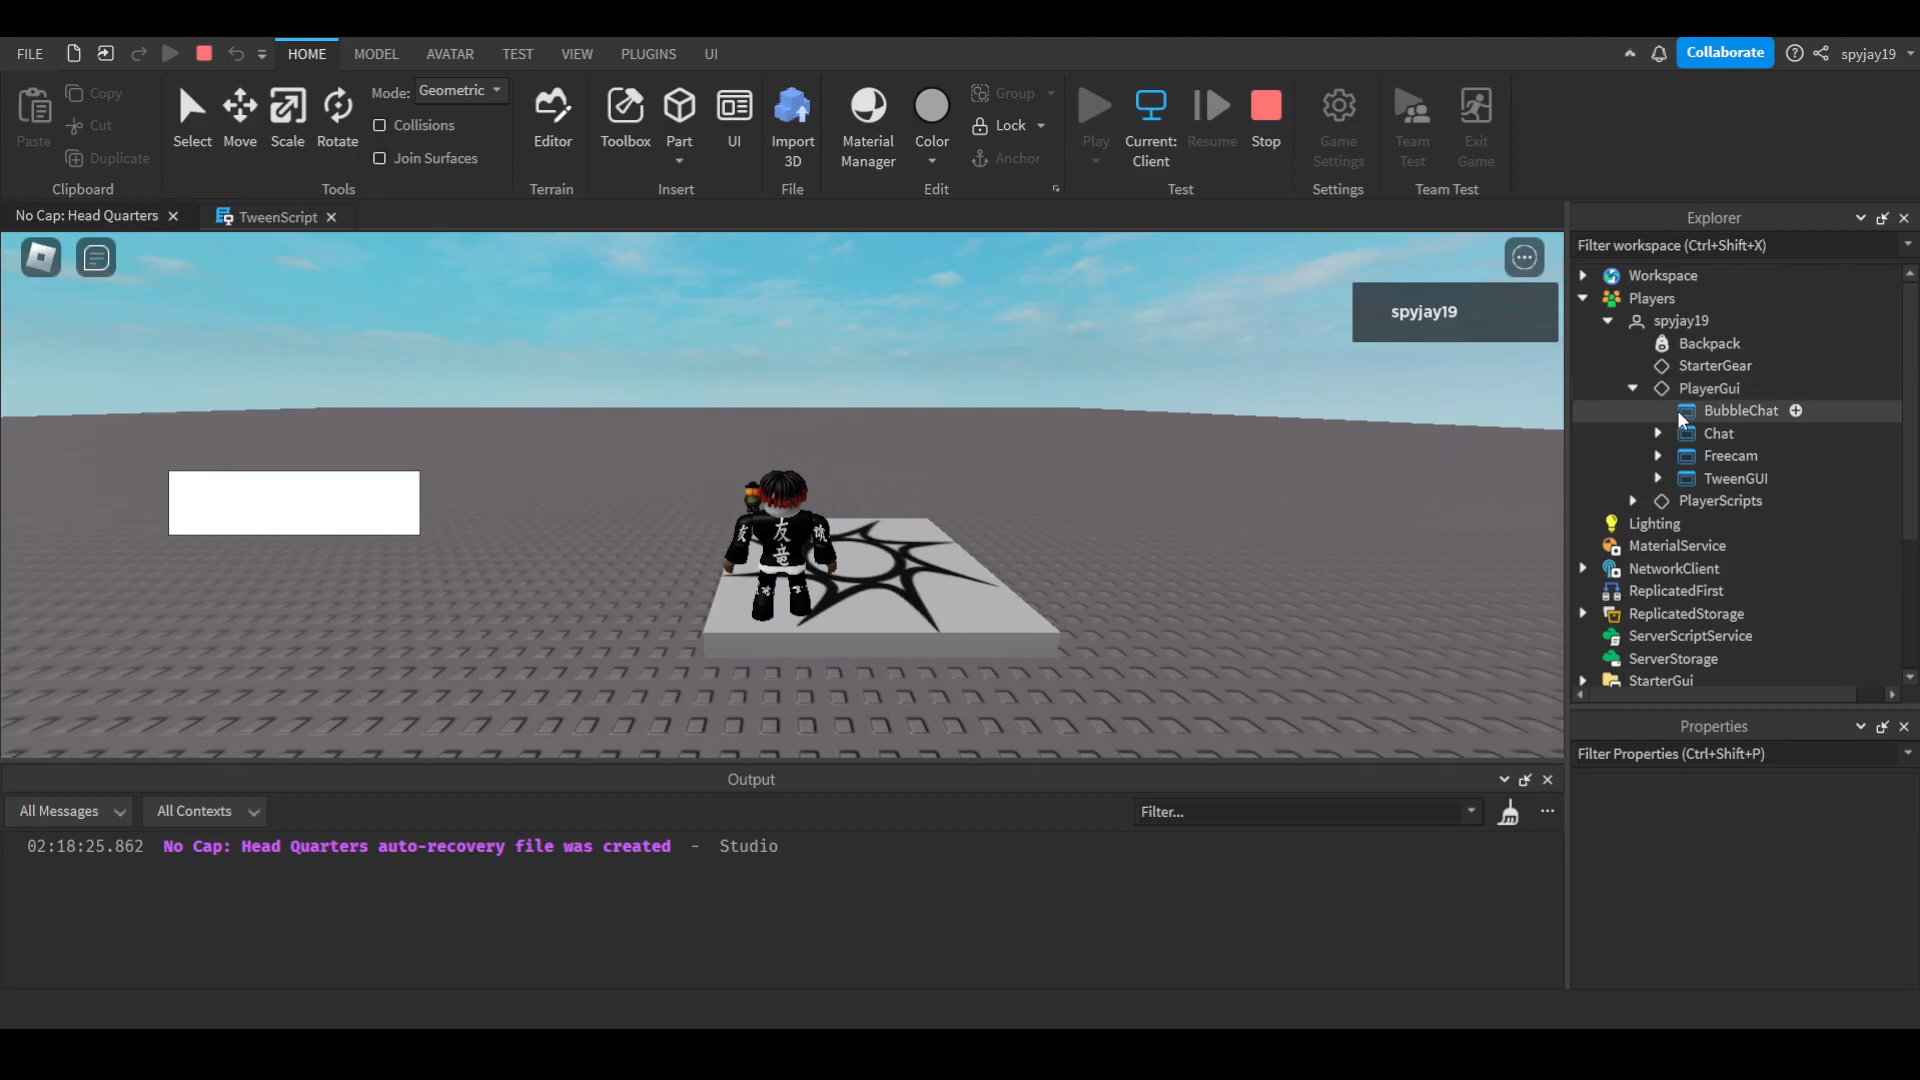 FILE
HOME
MODEL
AVATAR
TEST
VIEW
PLUGINS
UI
Collaborate
spyjay19
Paste
Copy
Cut
Duplicate
Clipboard
Select
Move
Scale
Rotate
Mode: Geometric
Collisions
Join Surfaces
Tools
Editor
Terrain
Toolbox
Part
UI
Insert
Import
3D
File
Material
Manager
Color
Group
Lock
Anchor
Edit
Play
Current:
Client
Resume
Stop
Test
Game
Settings
Settings
Team
Test
Exit
Game
Team Test
No Cap: Head Quarters
TweenScript
spyjay19
友
竜
Explorer
Filter workspace (Ctrl+Shift+X)
Workspace
Players
spyjay19
Backpack
StarterGear
PlayerGui
BubbleChat
Chat
Freecam
TweenGUI
PlayerScripts
Lighting
MaterialService
NetworkClient
ReplicatedFirst
ReplicatedStorage
ServerScriptService
ServerStorage
StarterGui
Properties
Filter Properties (Ctrl+Shift+P)
Output
All Messages
All Contexts
Filter...
02:18:25.862 No Cap: Head Quarters auto-recovery file was created - Studio